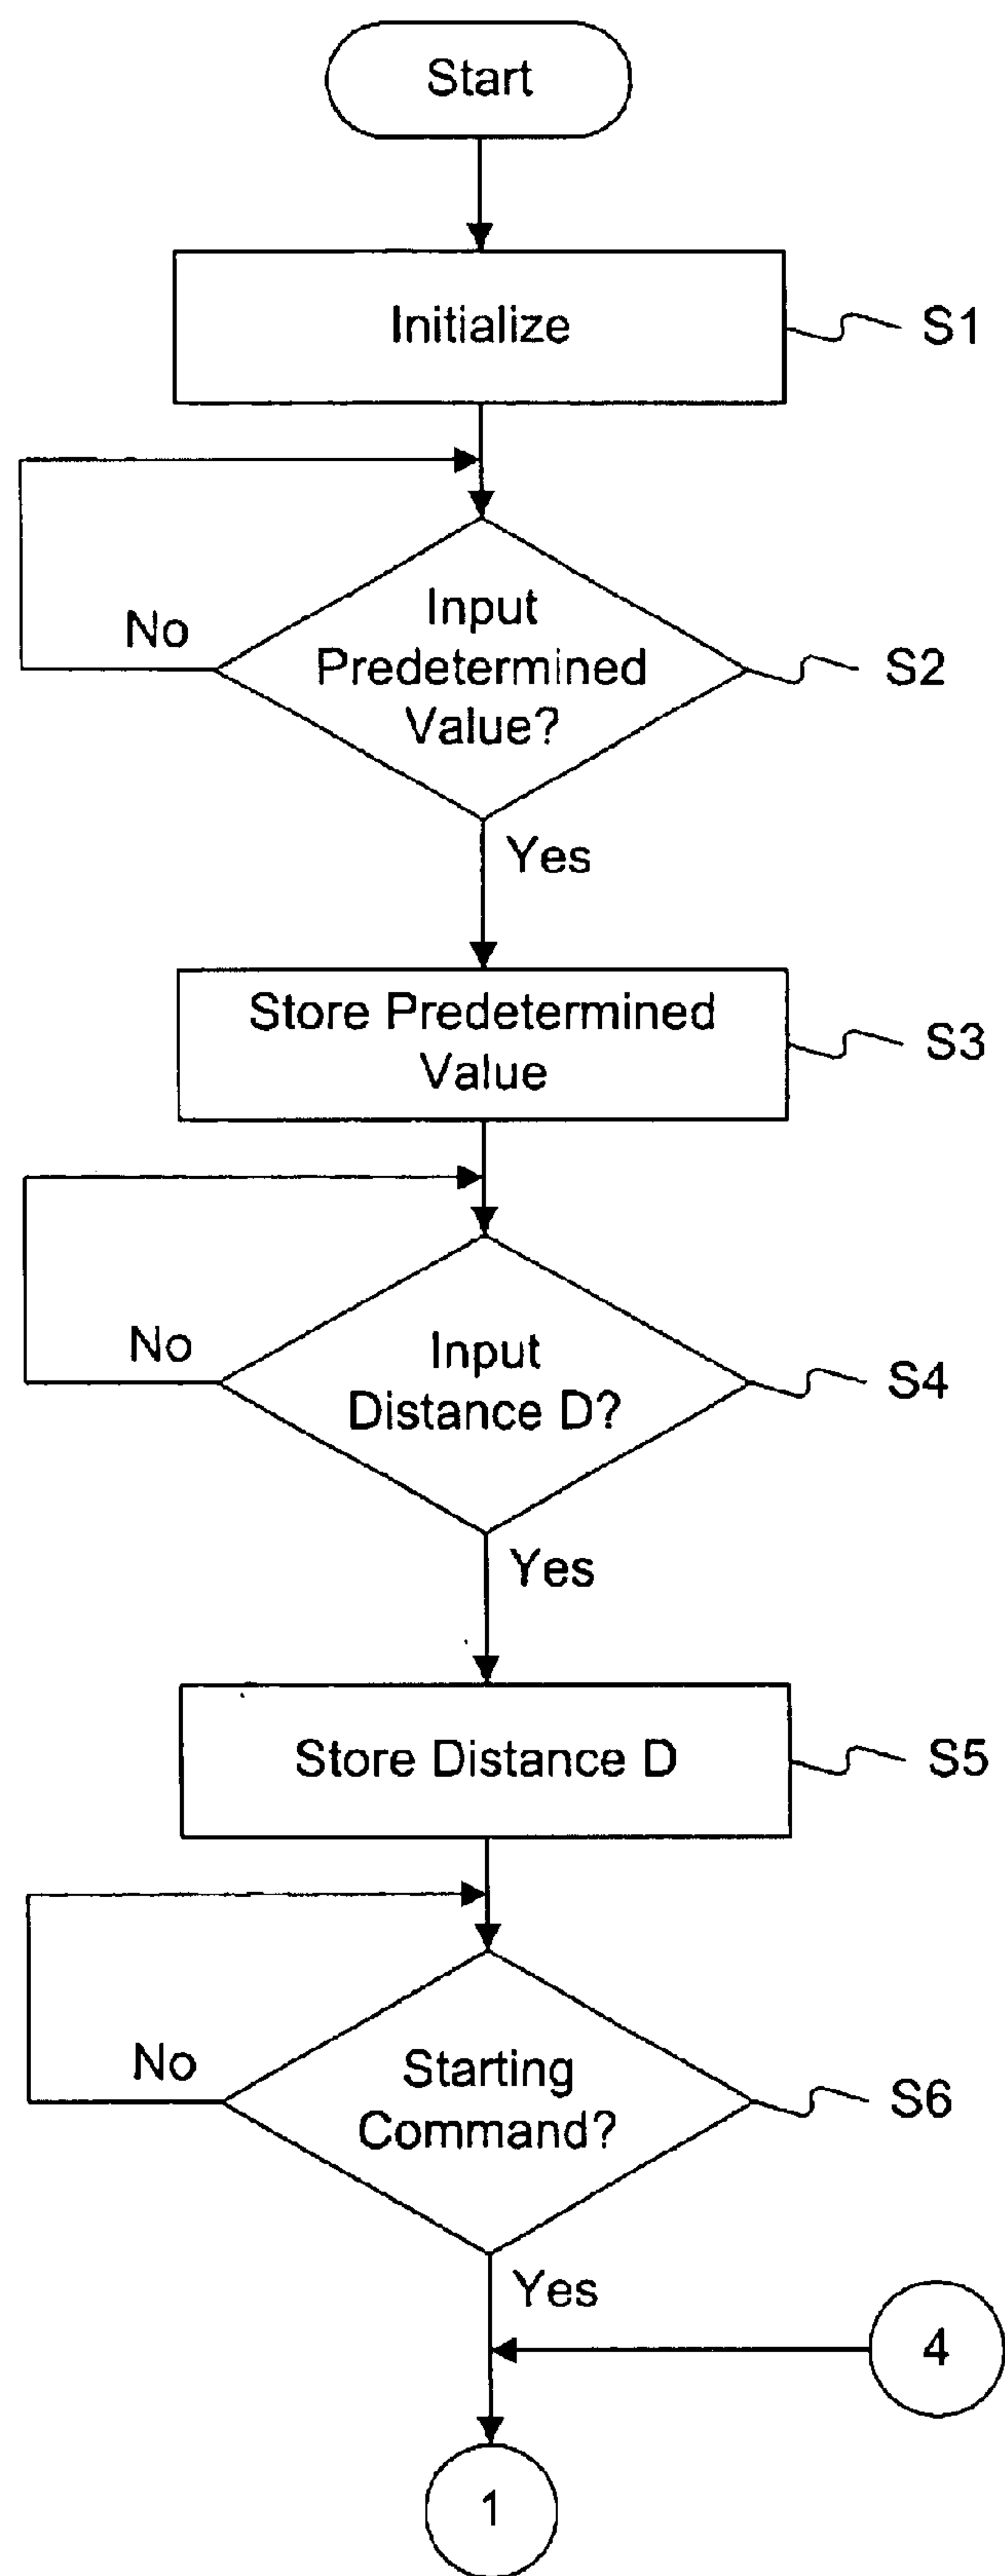 Start
Initialize
S1
No
Input
Predetermined
Value?
S2
Yes
Store Predetermined
Value
S3
No
Input
Distance D?
S4
Yes
Store Distance D
S5
No
Starting
Command?
S6
Yes
4
1